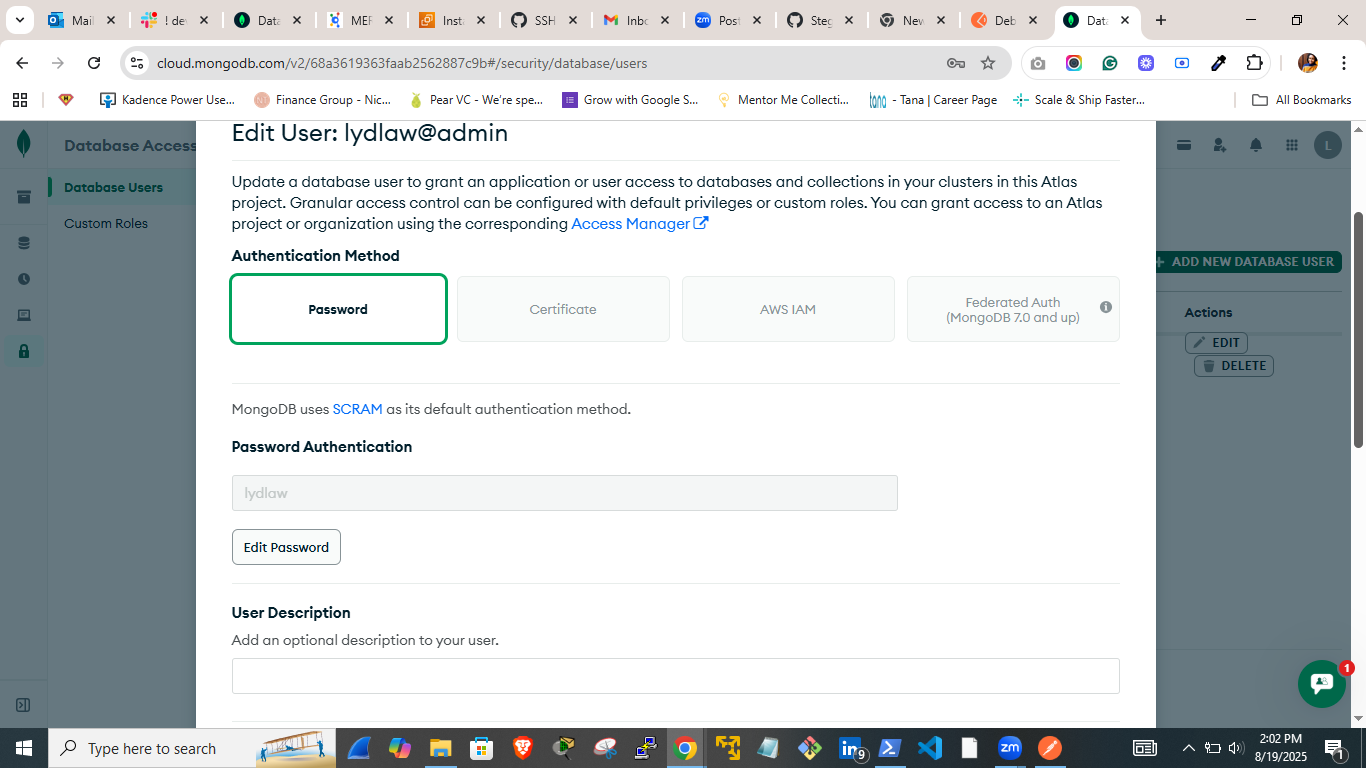 Mail
! dev
Data
MER
Insta
SSH
Inbo
zm
Post
Steg
New
Deb
Data
cloud.mongodb.com/v2/68a3619363faab2562887c9b#/security/database/users
Kadence Power Use...
Finance Group - Nic...
Pear VC - We're spe...
Grow with Google S...
Mentor Me Collecti...
tana - Tana | Career Page
Scale & Ship Faster...
All Bookmarks
Database Access
L
Database Users
Custom Roles
Edit User: lydlaw@admin
Update a database user to grant an application or user access to databases and collections in your clusters in this Atlas
project. Granular access control can be configured with default privileges or custom roles. You can grant access to an Atlas
project or organization using the corresponding Access Manager
Authentication Method
Password
Certificate
AWS IAM
Federated Auth
(MongoDB 7.0 and up)
+ ADD NEW DATABASE USER
Actions
EDIT
DELETE
MongoDB uses SCRAM as its default authentication method.
Password Authentication
lydlaw
Edit Password
User Description
Add an optional description to your user.
1
Type here to search
9
zm
2:02 PM
8/19/2025
1